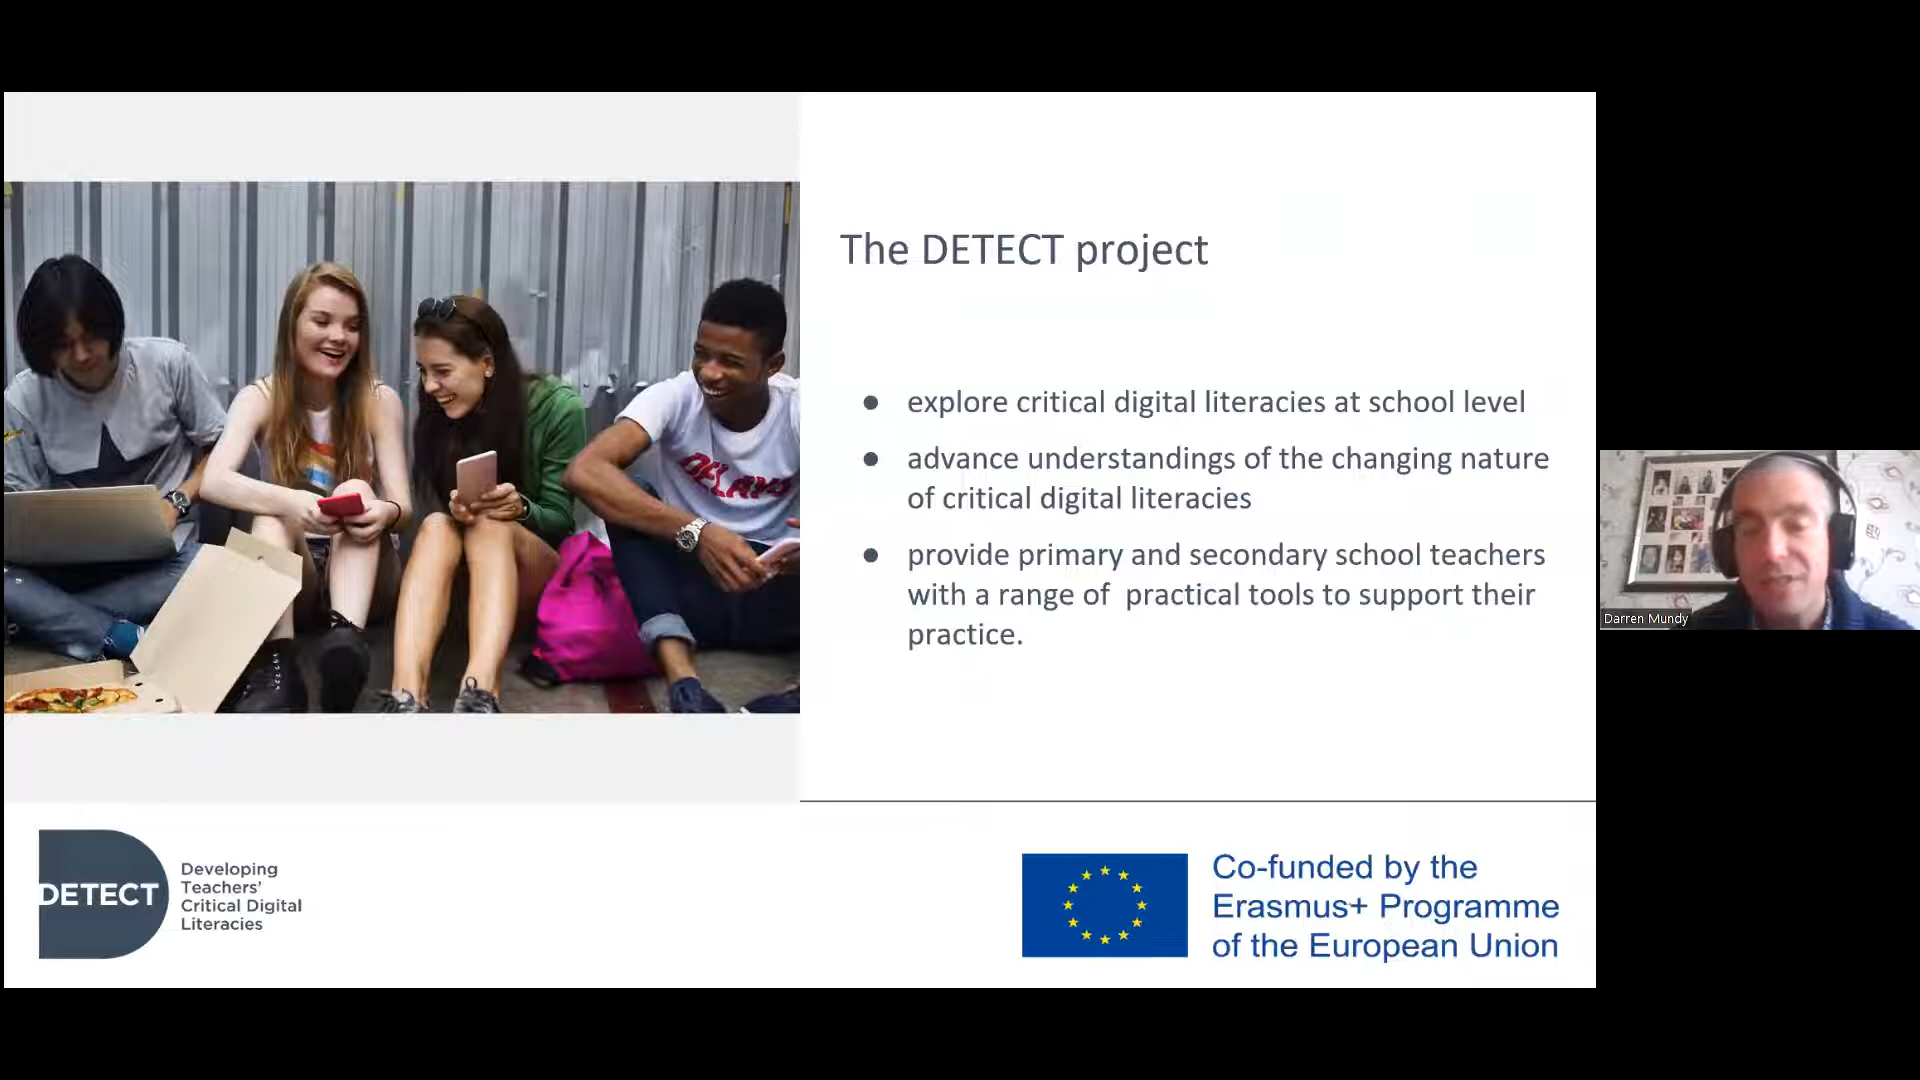 The DETECT project
● explore critical digital literacies at school level
● advance understandings of the changing nature
of critical digital literacies
● provide primary and secondary school teachers
with a range of  practical tools to support their
practice.
Darren Mundy
DETECT
Developing
Teachers’
Critical Digital
Literacies
Co-funded by the
Erasmus+ Programme
of the European Union